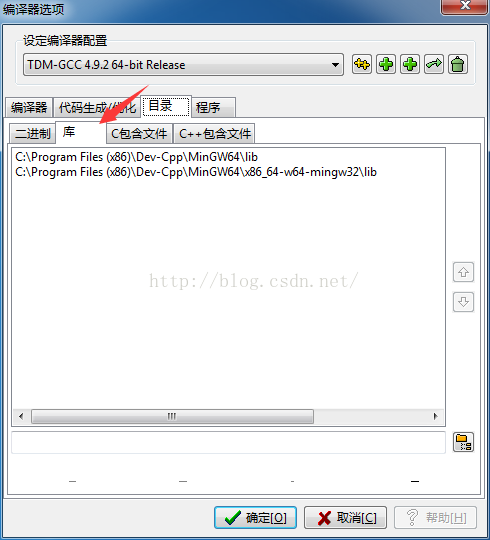 编译器选项
设定编译器配置
TDM-GCC 4.9.2 64-bit Release
编译器 代码生成/优化 目录 程序
二进制 库 C包含文件 C++包含文件
C:\Program Files (x86)\Dev-Cpp\MinGW64\lib
C:\Program Files (x86)\Dev-Cpp\MinGW64\x86_64-w64-mingw32\lib
http://blog.csdn.net/
确定[O] 取消[C] 帮助[H]